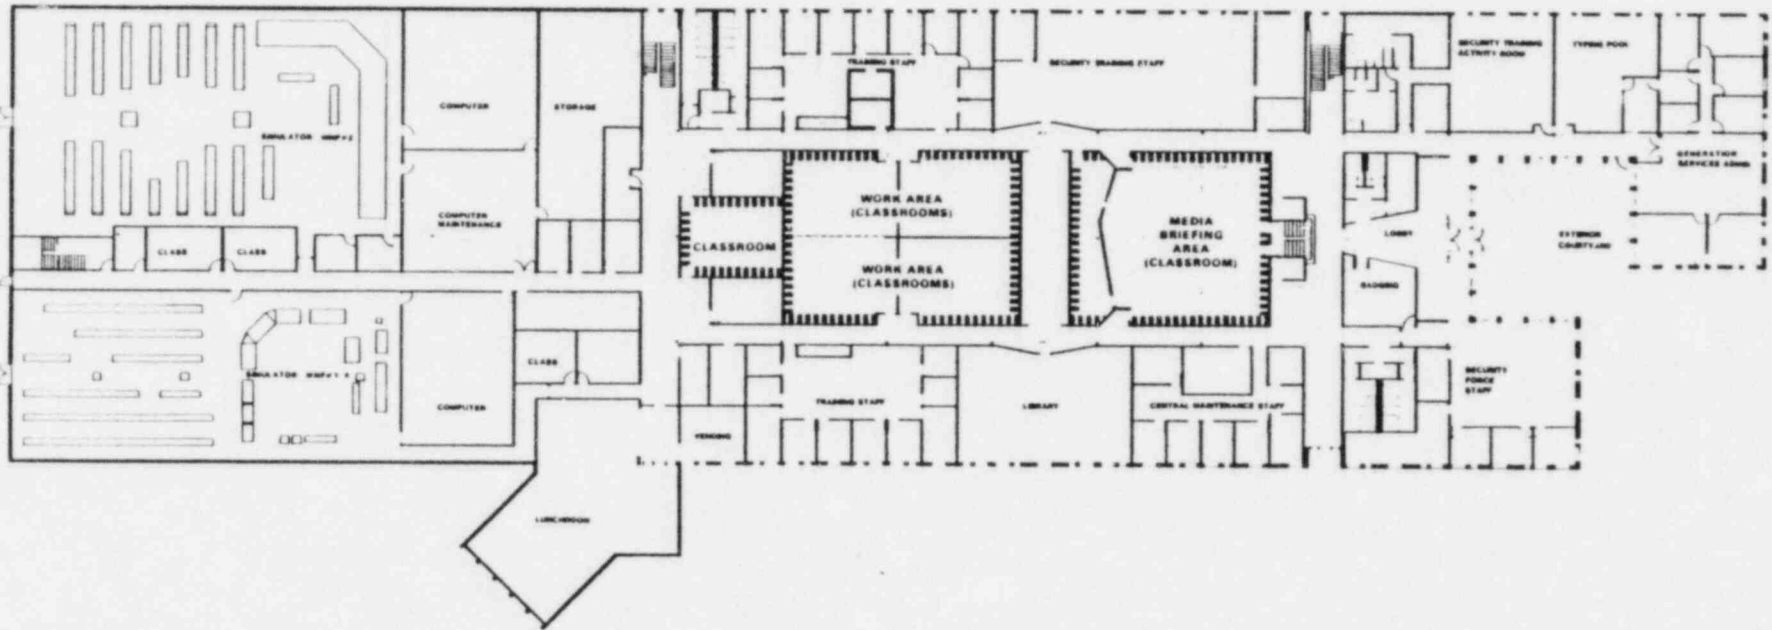 TRAINING STAFF
SECURITY TRAINING STAFF
SECURITY TRAINING
ACTIVITY ROOM
TYPING POOL
COMPUTER
STORAGE
SIMULATOR
GENERATION
SERVICES ADMIN
WORK AREA
(CLASSROOMS)
COMPUTER
MAINTENANCE
MEDIA
BRIEFING
AREA
(CLASSROOM)
LOBBY
EXTERIOR
COURTYARD
CLASS
CLASS
CLASSROOM
WORK AREA
(CLASSROOMS)
BADGING
CLASS
SIMULATOR
SECURITY
FORCE
STAFF
COMPUTER
TRAINING STAFF
LIBRARY
CENTRAL MAINTENANCE STAFF
VENDING
LUNCHROOM